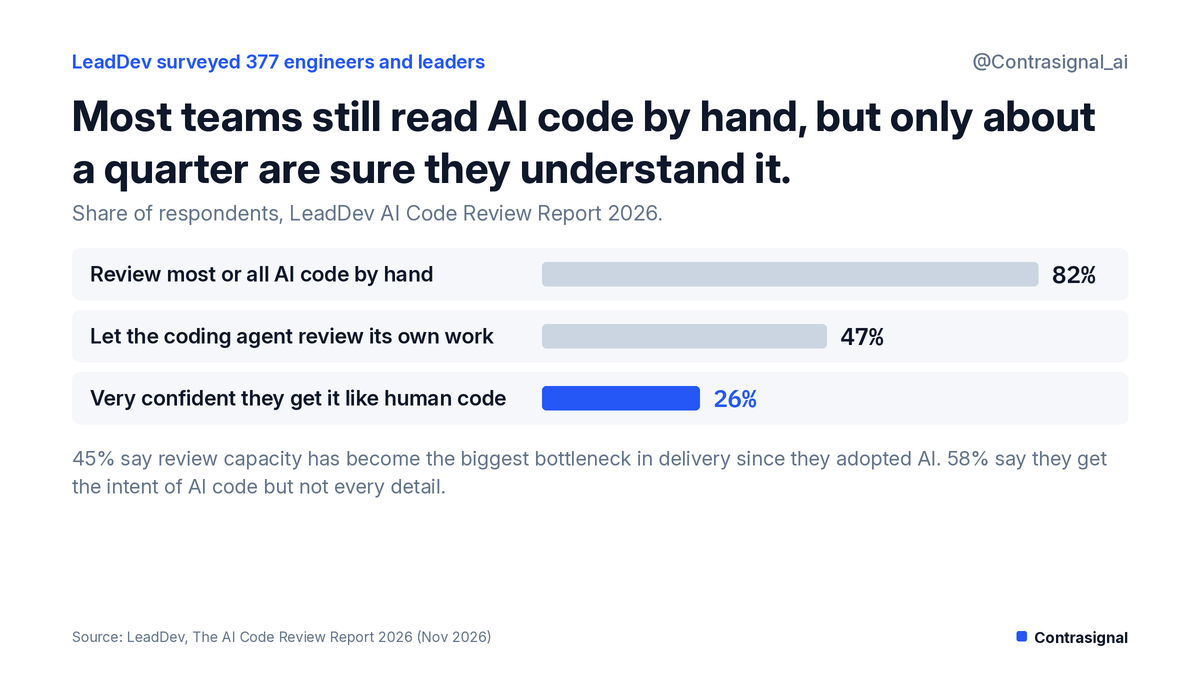 LeadDev surveyed 377 engineers and leaders
@Contrasignal_ai
Most teams still read AI code by hand, but only about
a quarter are sure they understand it.
Share of respondents, LeadDev AI Code Review Report 2026.
Review most or all AI code by hand
82%
Let the coding agent review its own work
47%
Very confident they get it like human code
26%
45% say review capacity has become the biggest bottleneck in delivery since they adopted AI. 58% say they get
the intent of AI code but not every detail.
Source: LeadDev, The AI Code Review Report 2026 (Nov 2026)
Contrasignal